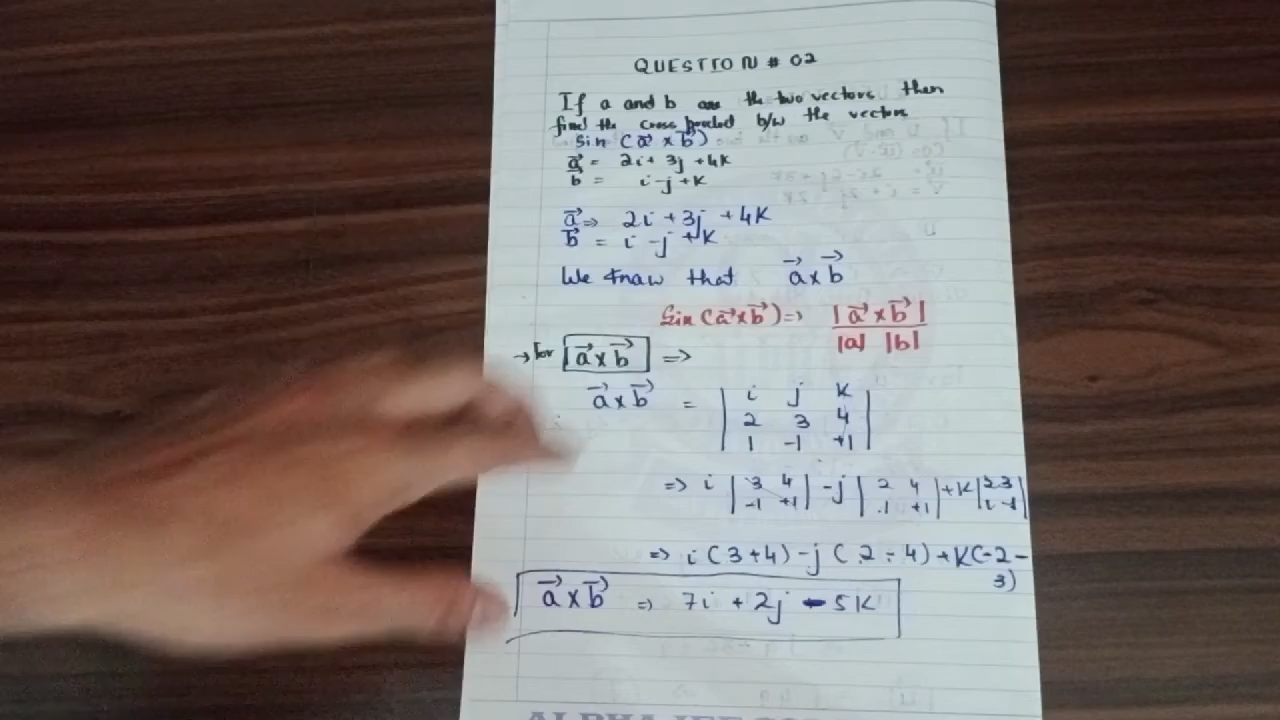 QUESTION # 02
If a and b are the two vectors then
find the cross b/w the vectors
Sin (a⃗ × b⃗) =
a⃗ = 2i + 3j + 4K
b = i - j + K
a⃗ => 2i + 3j + 4K
b⃗ = i - j + K
We know that a⃗ × b⃗
Sin (a⃗ × b⃗) => |a⃗ × b⃗| / |a| |b|
→ For |a⃗ × b⃗| =>
a⃗ × b⃗ = | i j K |
| 2 3 4 |
| 1 -1 +1 |
=> i | 3 4 | - j | 2 4 | + K | 2 3 |
| -1 +1 | | 1 +1 | | 1 -1 |
=> i (3+4) - j (2 - 4) + K (-2 -
3)
a⃗ × b⃗ => 7i + 2j - 5K